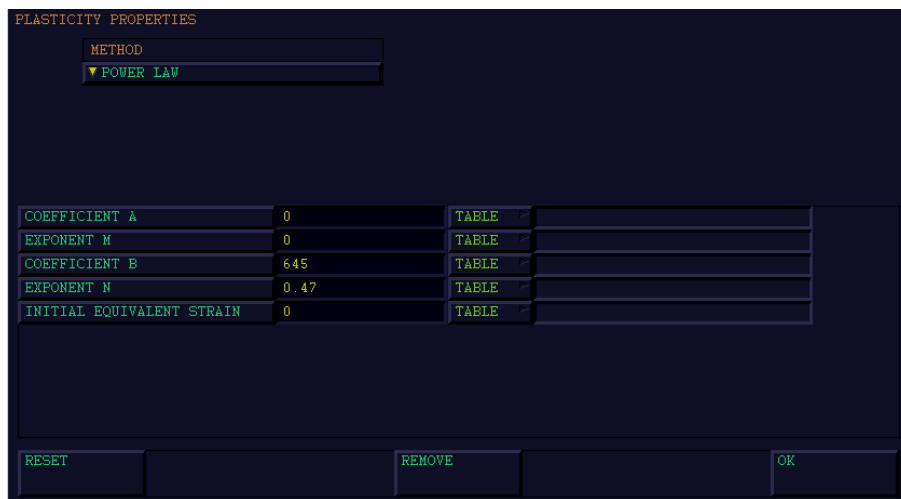 PLASTICITY PROPERTIES
METHOD
POWER LAW
COEFFICIENT A 0 TABLE
EXPONENT M 0 TABLE
COEFFICIENT B 645 TABLE
EXPONENT N 0.47 TABLE
INITIAL EQUIVALENT STRAIN 0 TABLE
RESET REMOVE OK